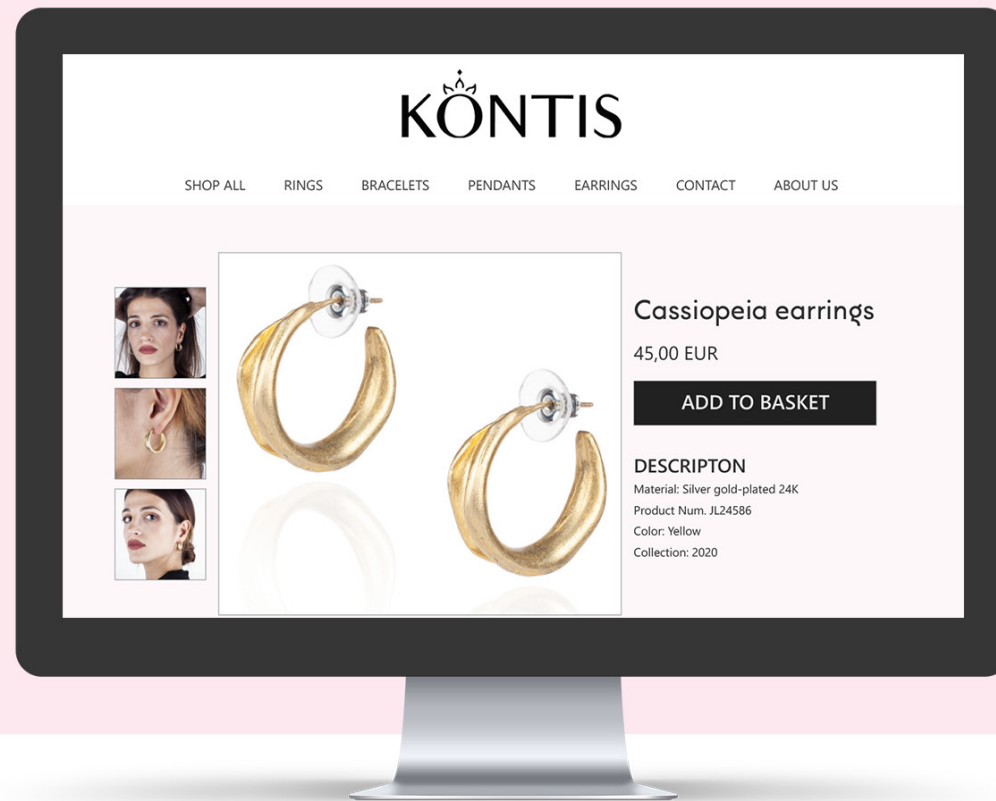 KONTIS
SHOP ALL RINGS BRACELETS PENDANTS EARRINGS CONTACT ABOUT US
Cassiopeia earrings
45,00 EUR
ADD TO BASKET
DESCRIPTON
Material: Silver gold-plated 24K
Product Num. JL24586
Color: Yellow
Collection: 2020